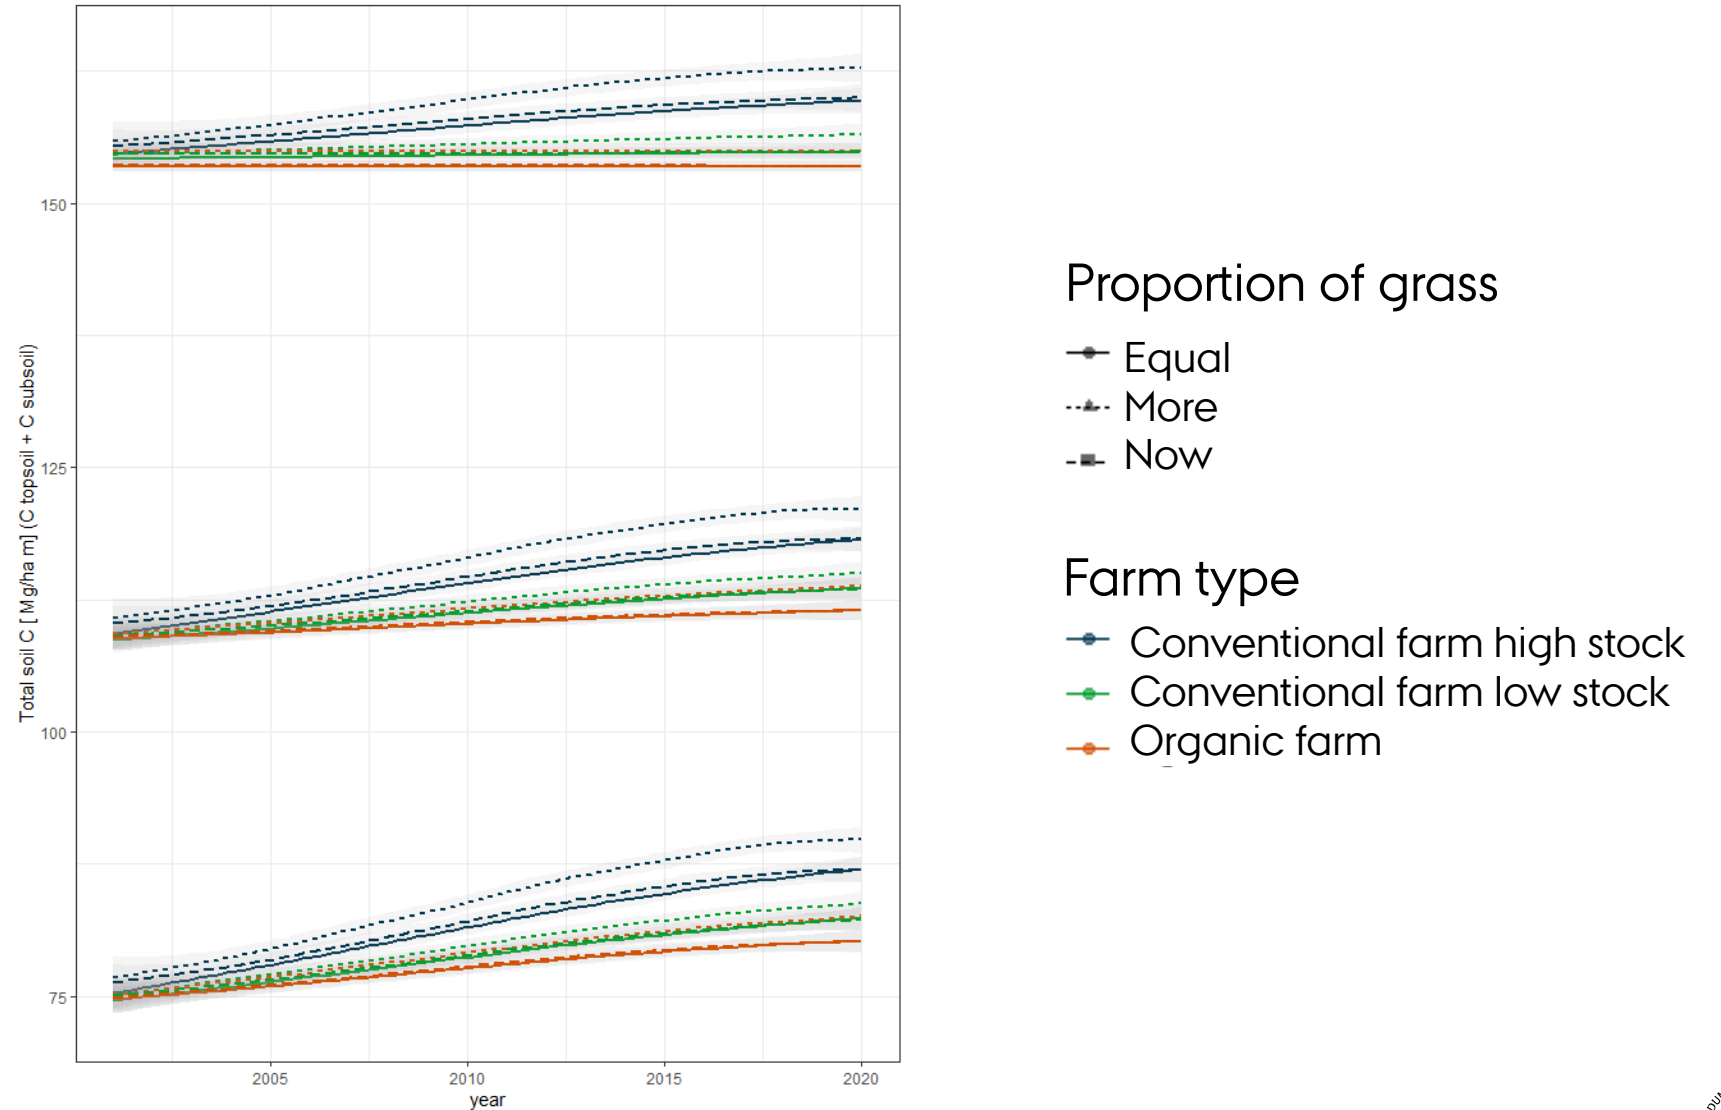 150
125
100
75
Total soil C [ Mg/ha m] (C topsoil + C subsoil)
2005 2010 2015 2020
year
Proportion of grass
Equal
More
Now
Farm type
Conventional farm high stock
Conventional farm low stock
Organic farm